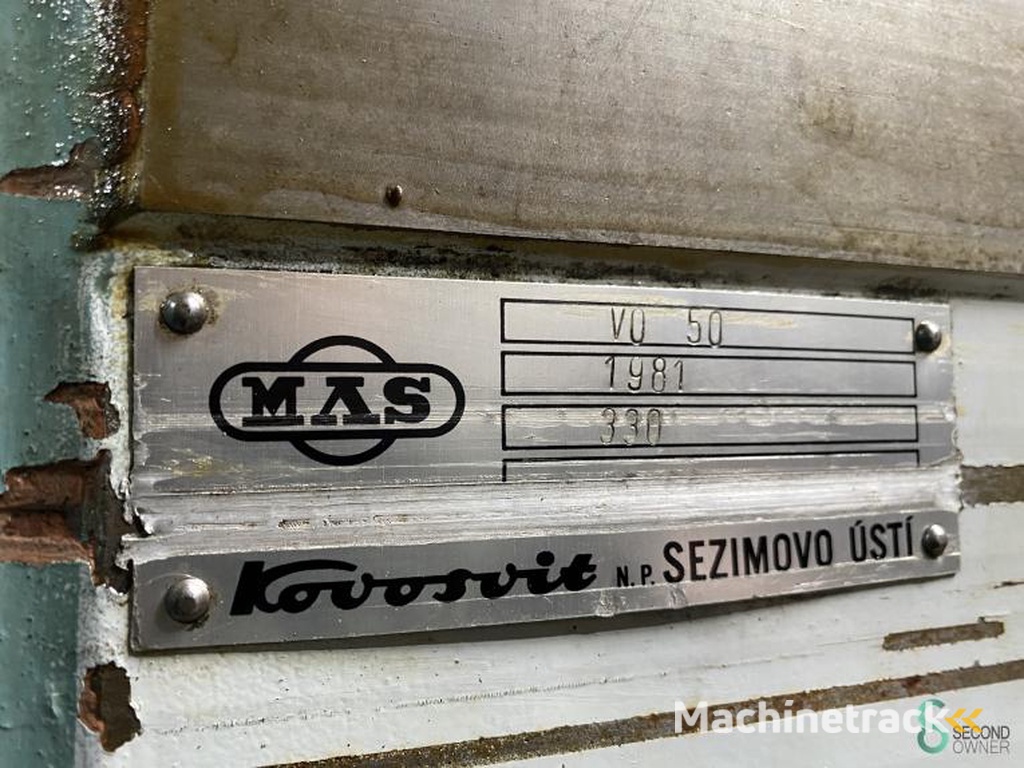 MAS
VO 50
1981
330
Kovosvit N.P. SEZIMOVO ÚSTÍ
Machinetrack
SECOND
OWNER